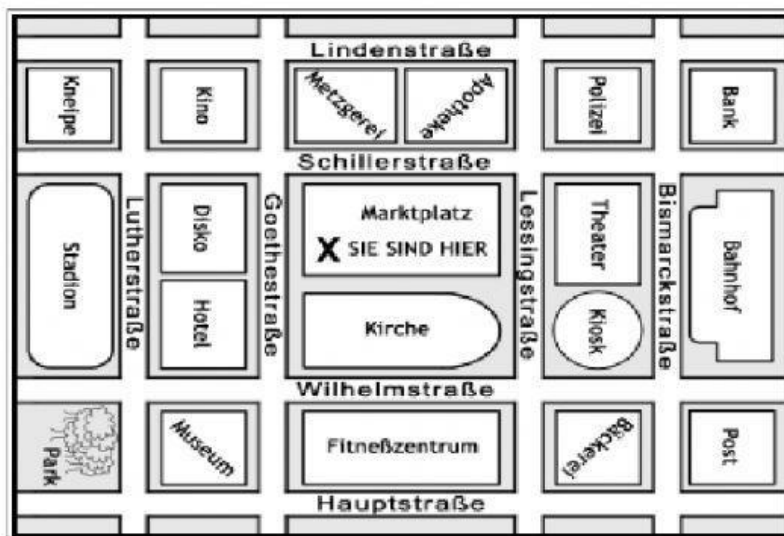 Lindenstraße
Kneipe
Kino
Metzgerei
Apotheke
Polizei
Bank
Schillerstraße
Stadion
Lutherstraße
Disko
Hotel
Goethestraße
Marktplatz
X SIE SIND HIER
Kirche
Lessingstraße
Theater
Kiosk
Bismarckstraße
Bahnhof
Wilhelmstraße
Park
Museum
Fitneßzentrum
Bäckerei
Post
Hauptstraße